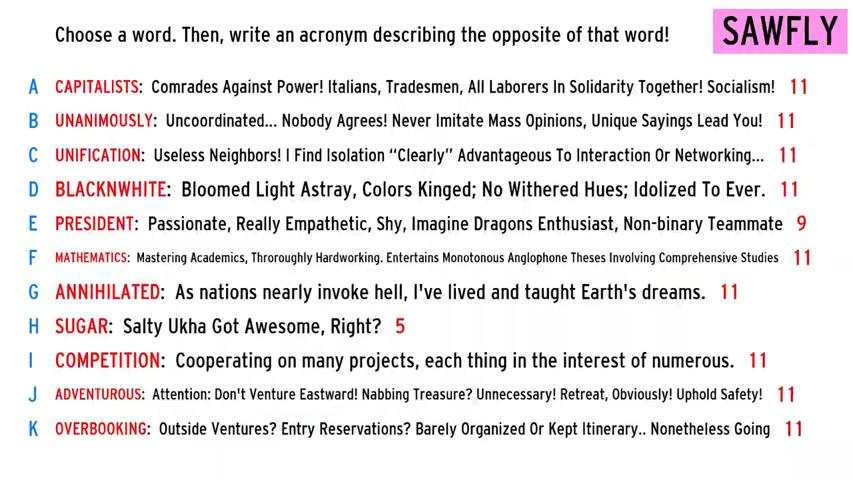 Choose a word. Then, write an acronym describing the opposite of that word!
SAWFLY
A CAPITALISTS: Comrades Against Power! Italians, Tradesmen, All Laborers In Solidarity Together! Socialism! 11
B UNANIMOUSLY: Uncoordinated... Nobody Agrees! Never Imitate Mass Opinions, Unique Sayings Lead You! 11
C UNIFICATION: Useless Neighbors! I Find Isolation “Clearly” Advantageous To Interaction Or Networking... 11
D BLACKNWHITE: Bloomed Light Astray, Colors Kinged; No Withered Hues; Idolized To Ever. 11
E PRESIDENT: Passionate, Really Empathetic, Shy, Imagine Dragons Enthusiast, Non-binary Teammate 9
F MATHEMATICS: Mastering Academics, Throroughly Hardworking. Entertains Monotonous Anglophone Theses Involving Comprehensive Studies 11
G ANNIHILATED: As nations nearly invoke hell, I've lived and taught Earth's dreams. 11
H SUGAR: Salty Ukha Got Awesome, Right? 5
I COMPETITION: Cooperating on many projects, each thing in the interest of numerous. 11
J ADVENTUROUS: Attention: Don't Venture Eastward! Nabbing Treasure? Unnecessary! Retreat, Obviously! Uphold Safety! 11
K OVERBOOKING: Outside Ventures? Entry Reservations? Barely Organized Or Kept Itinerary.. Nonetheless Going 11